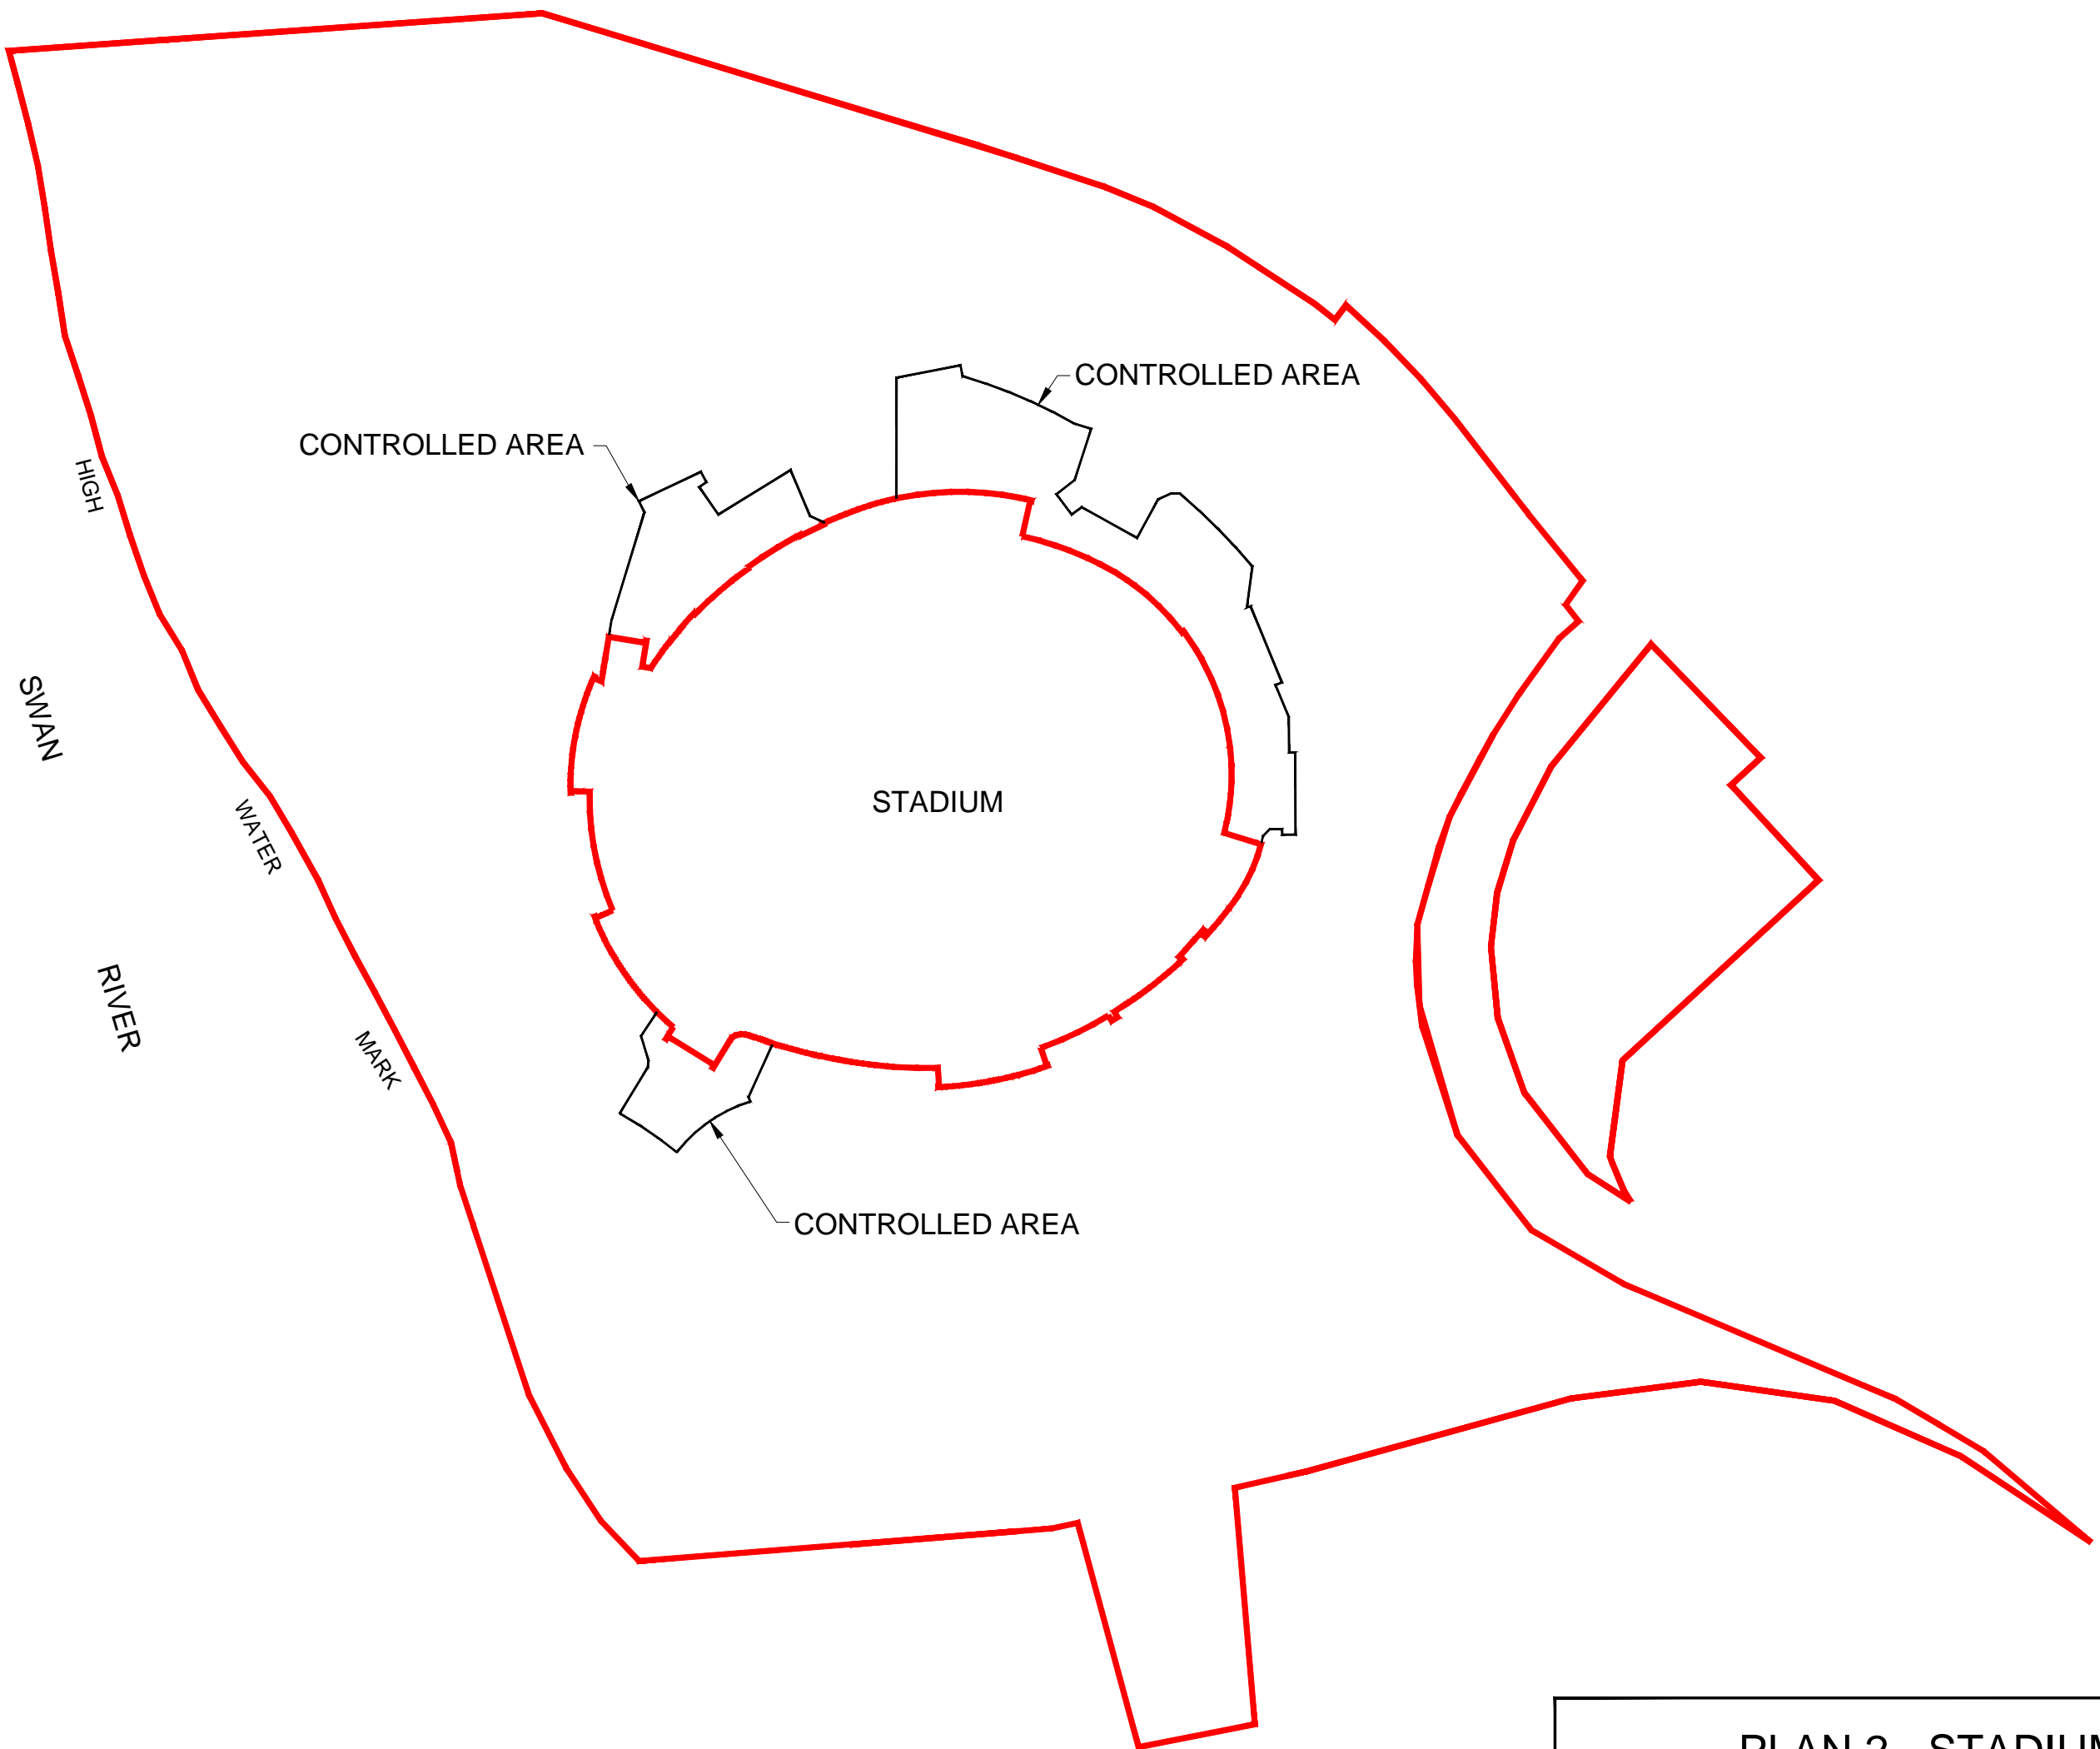 CONTROLLED AREA
CONTROLLED AREA
HIGH
WATER
MARK
SWAN
RIVER
STADIUM
CONTROLLED AREA